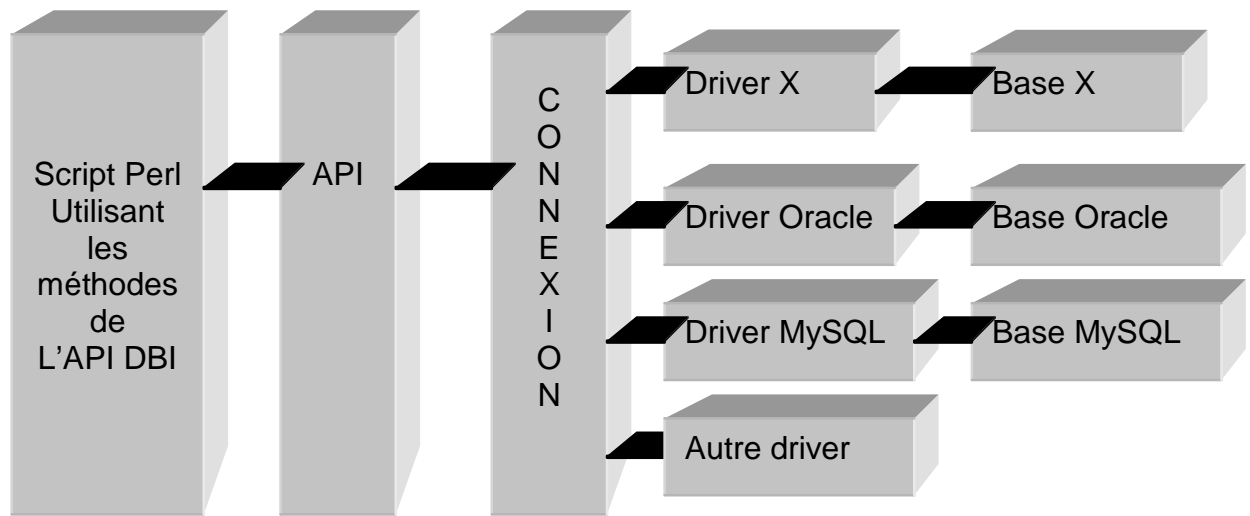 Script Perl
Utilisant
les
méthodes
de
L'API DBI
API
CONNEXION
Driver X
Base X
Driver Oracle
Base Oracle
Driver MySQL
Base MySQL
Autre driver